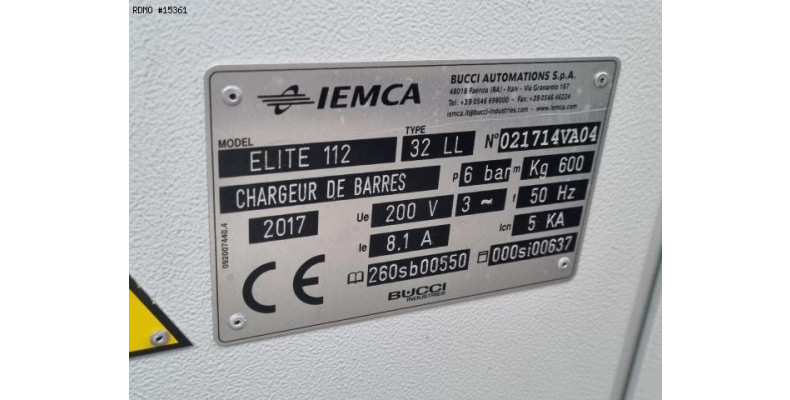 RDMO #15361
IEMCA
BUCCI AUTOMATIONS S.p.A.
48018 Faenza (RA) - Italy - Via Granarolo 167
Tel. +39 0546 698000 - Fax: +39 0546 46224
iemca.it@bucci-industries.com - www.iemca.com
MODEL ELITE 112 TYPE 32 LL N° 021714VA04
CHARGEUR DE BARRES p 6 bar m Kg 600
2017 Ue 200 V 3 ~ f 50 Hz
Ie 8.1 A Icn 5 KA
CE 260sb00550 000si00637
BUCCI
INDUSTRIES
092007440.4